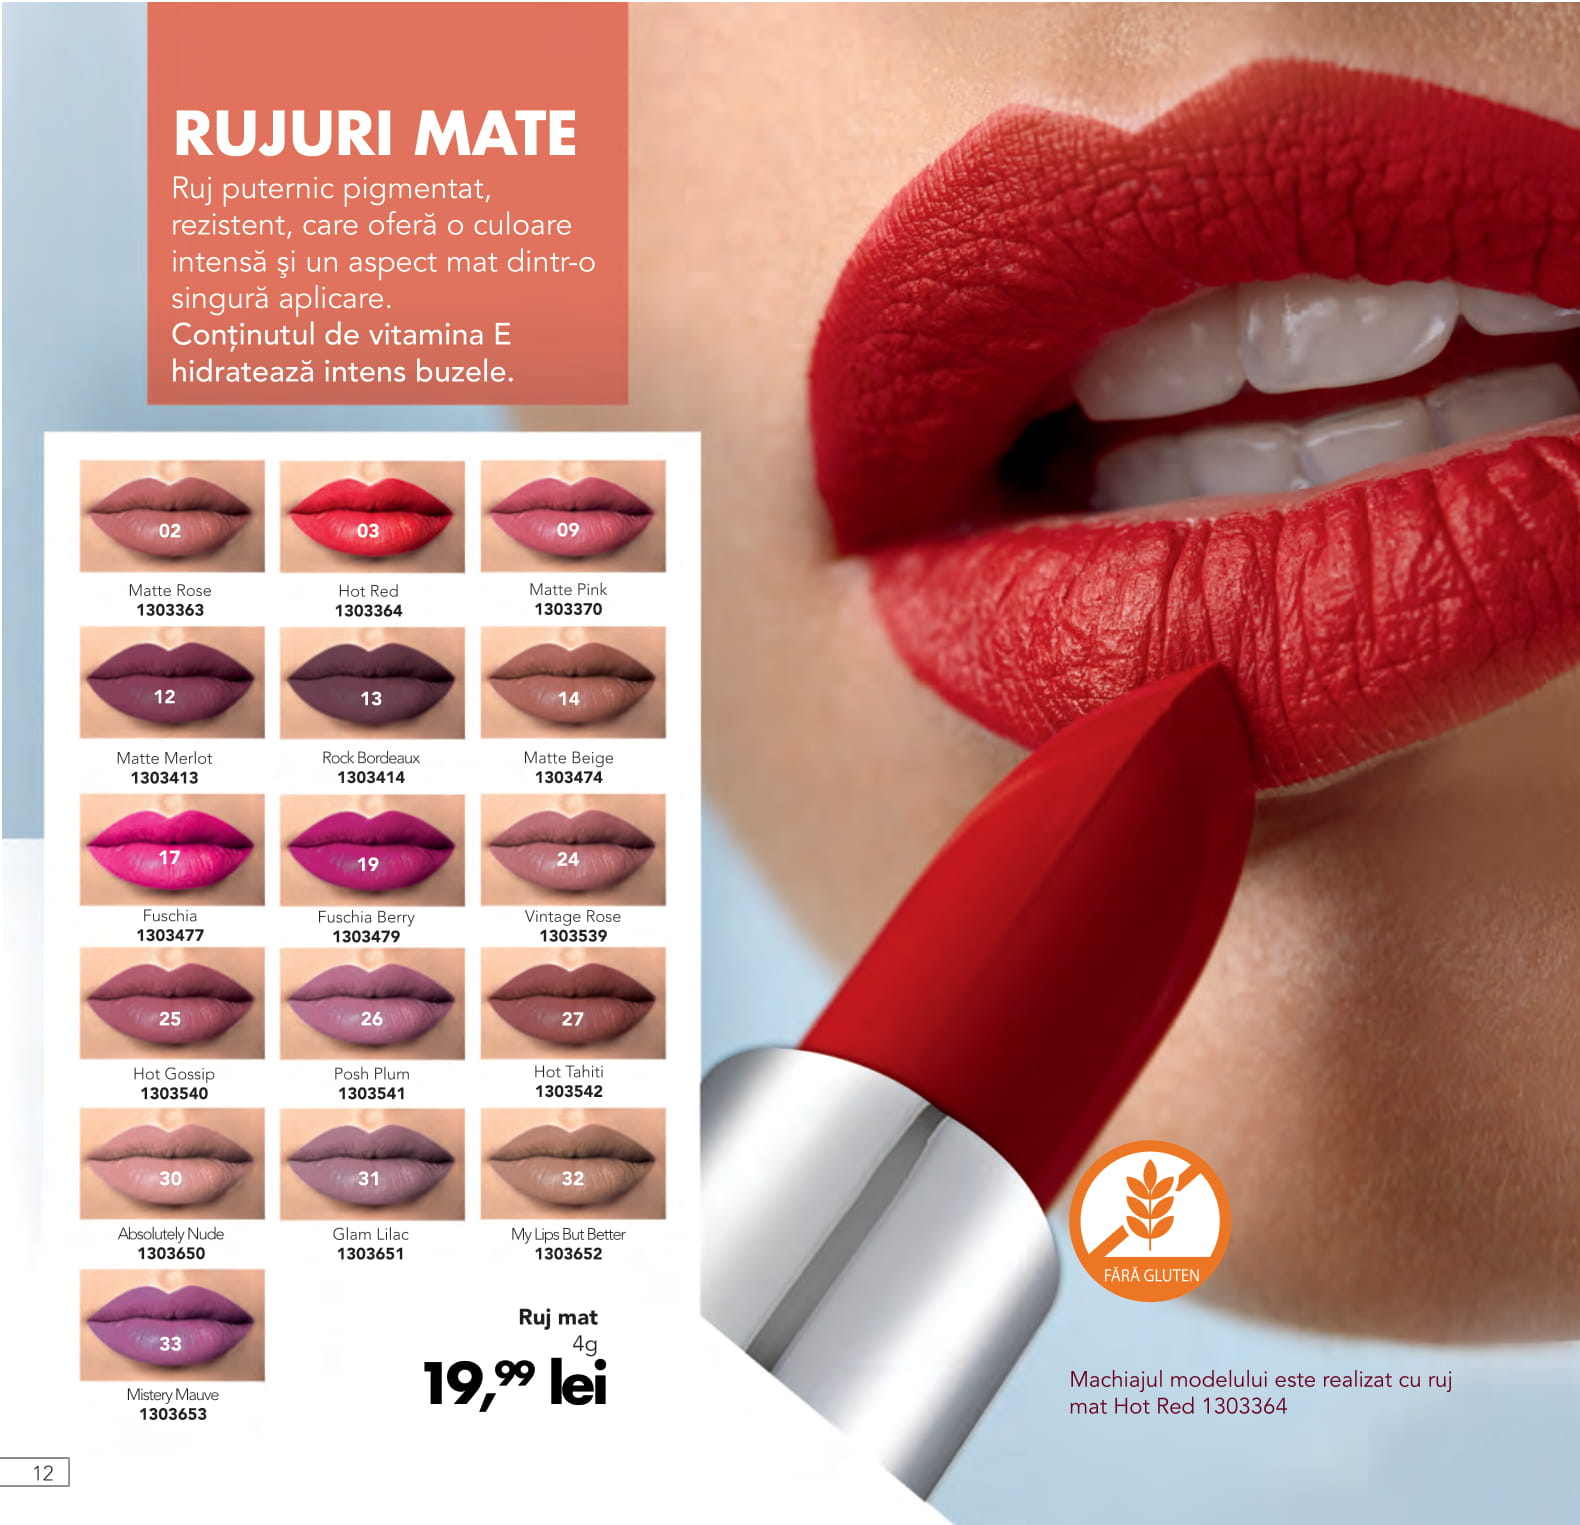 RUJURI MATE
Ruj puternic pigmentat,
rezistent, care oferă o culoare
intensă şi un aspect mat dintr-o
singură aplicare.
Conținutul de vitamina E
hidratează intens buzele.
02
03
09
Matte Rose
1303363
Hot Red
1303364
Matte Pink
1303370
12
13
14
Matte Merlot
1303413
Rock Bordeaux
1303414
Matte Beige
1303474
17
19
24
Fuschia
1303477
Fuschia Berry
1303479
Vintage Rose
1303539
25
26
27
Hot Gossip
1303540
Posh Plum
1303541
Hot Tahiti
1303542
30
31
32
Absolutely Nude
1303650
Glam Lilac
1303651
My Lips But Better
1303652
33
Mistery Mauve
1303653
Ruj mat
4g
19,99 lei
FĂRĂ GLUTEN
Machiajul modelului este realizat cu ruj
mat Hot Red 1303364
12